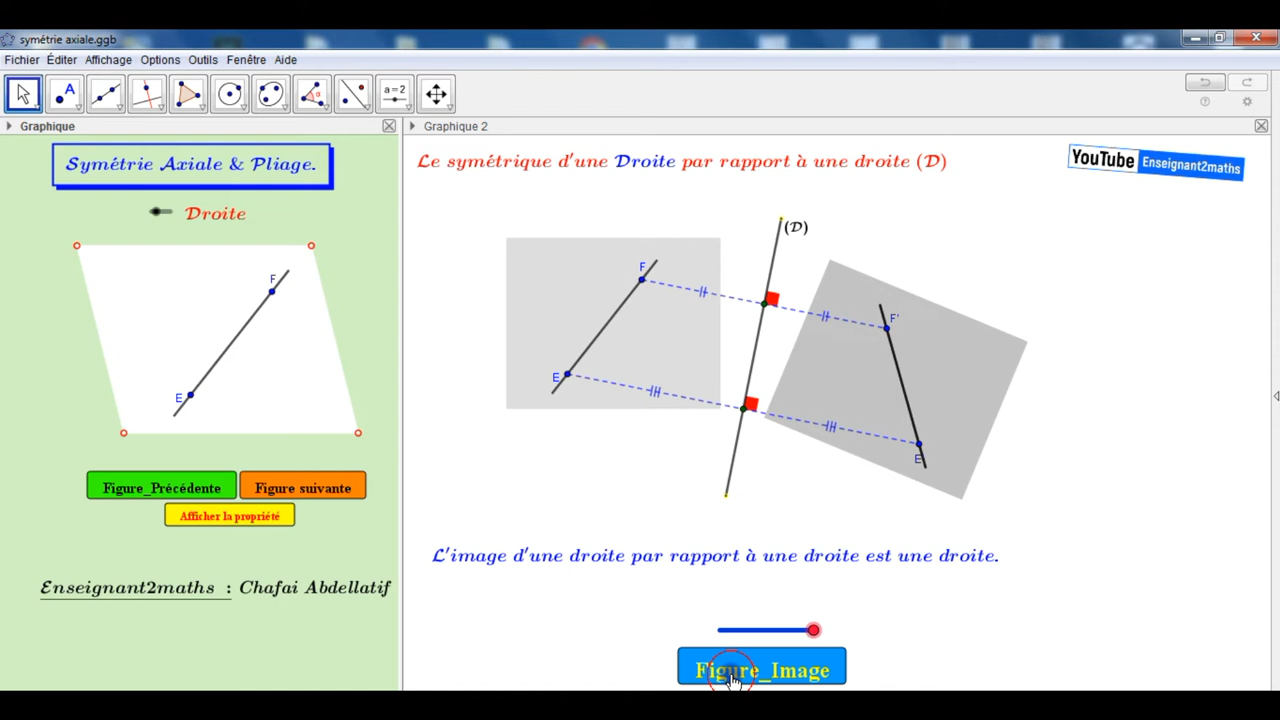 symétrie axiale.ggb
Fichier Éditer Affichage Options Outils Fenêtre Aide
A
α
a=2
Graphique
Graphique 2
Symétrie Axiale & Pliage.
Droite
F
E
Figure_Précédente
Figure suivante
Afficher la propriété
Enseignant2maths : Chafai Abdellatif
Le symétrique d'une Droite par rapport à une droite (D)
YouTube Enseignant2maths
(D)
F
F'
E
E
L'image d'une droite par rapport à une droite est une droite.
Figure_Image